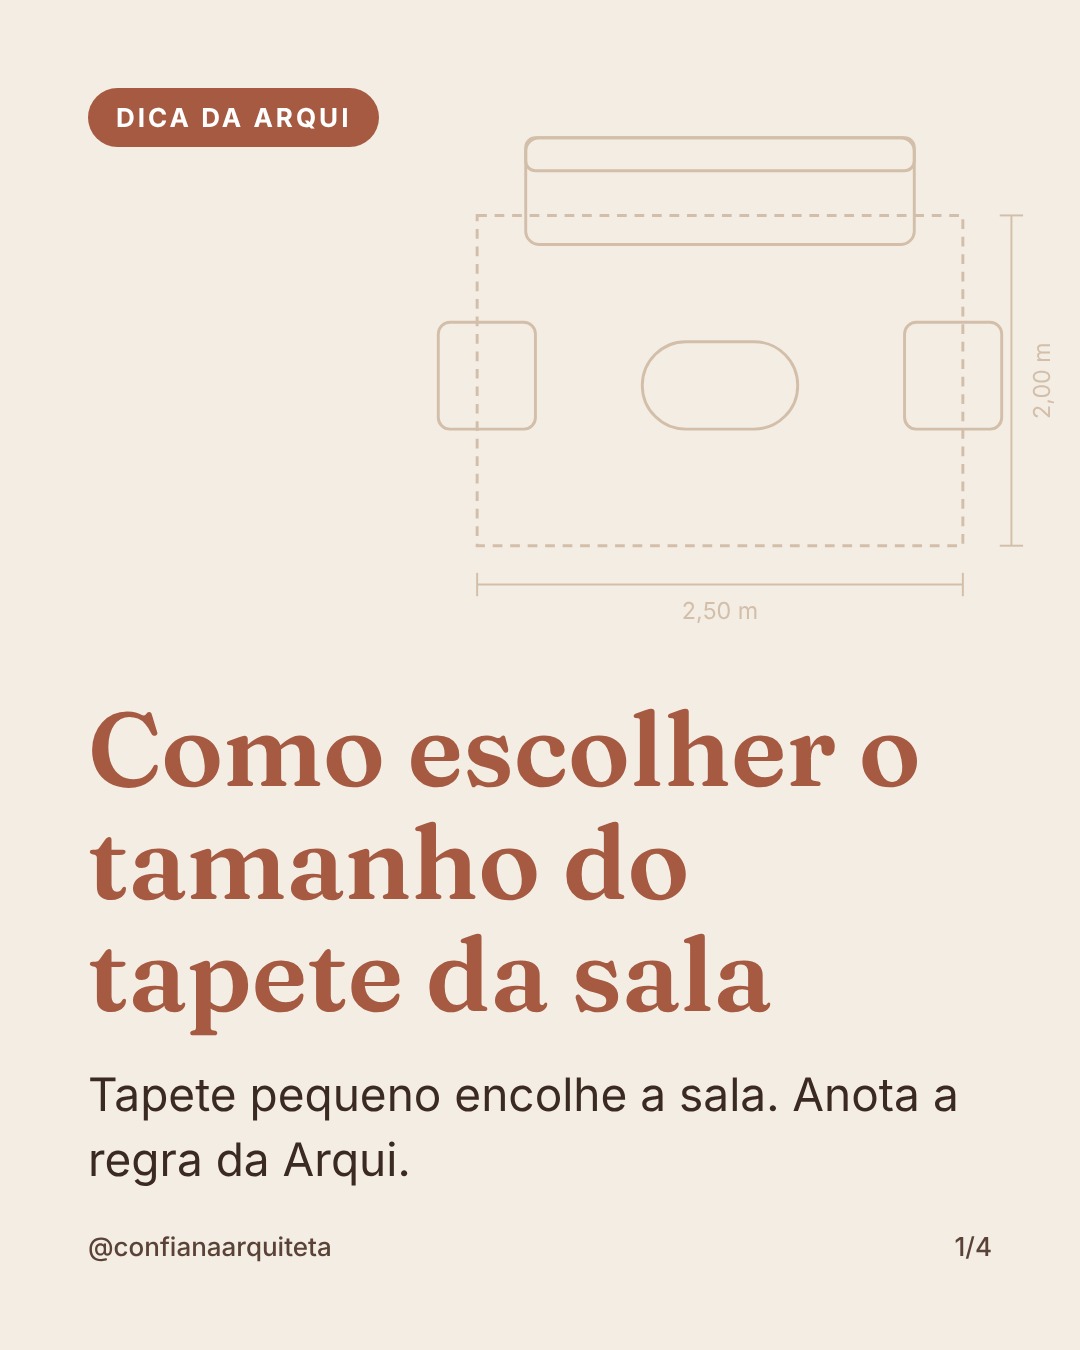 DICA DA ARQUI
2,00 m
2,50 m
Como escolher o
tamanho do
tapete da sala
Tapete pequeno encolhe a sala. Anota a
regra da Arqui.
@confianaarquiteta
1/4